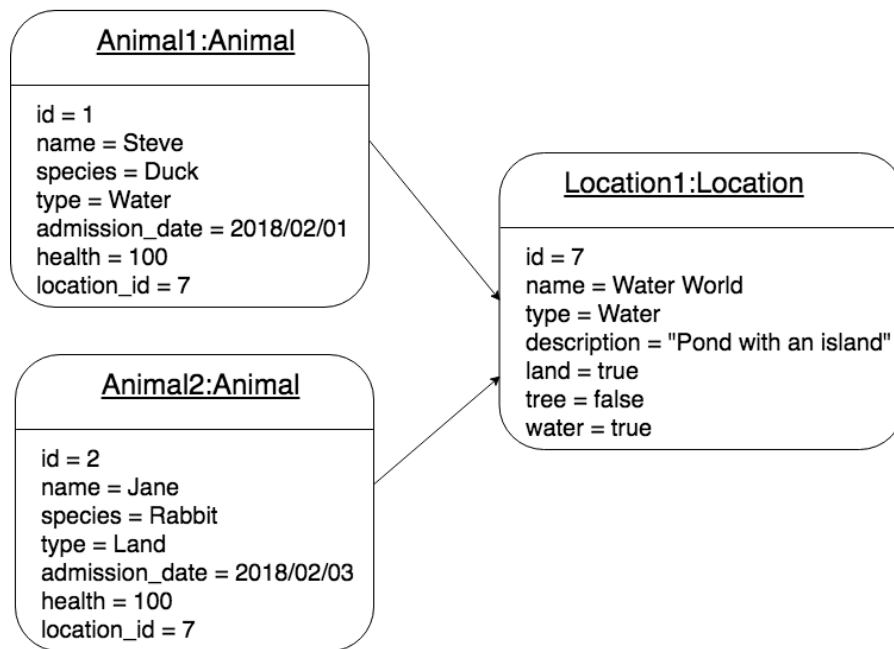 Animal1:Animal
id = 1
name = Steve
species = Duck
type = Water
admission_date = 2018/02/01
health = 100
location_id = 7
Animal2:Animal
id = 2
name = Jane
species = Rabbit
type = Land
admission_date = 2018/02/03
health = 100
location_id = 7
Location1:Location
id = 7
name = Water World
type = Water
description = "Pond with an island"
land = true
tree = false
water = true